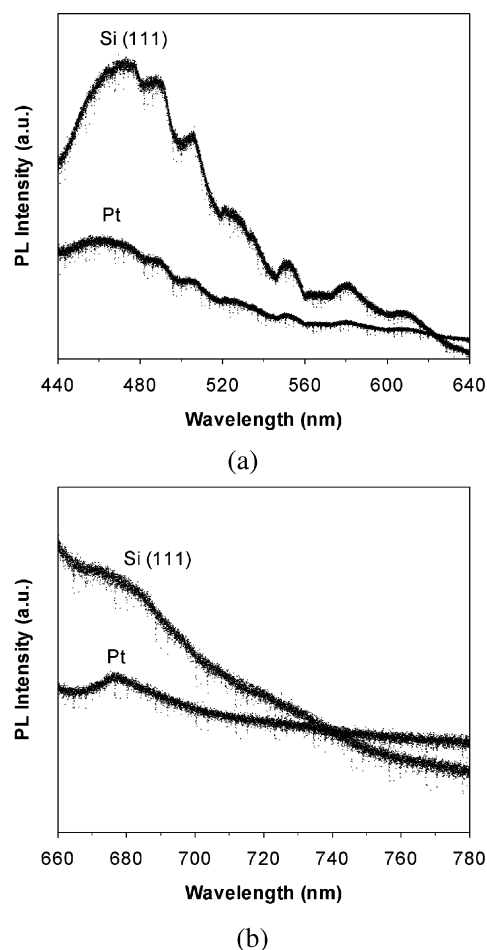 Si (111)
Pt
PL Intensity (a.u.)
440 480 520 560 600 640
Wavelength (nm)
(a)
Si (111)
Pt
PL Intensity (a.u.)
660 680 700 720 740 760 780
Wavelength (nm)
(b)